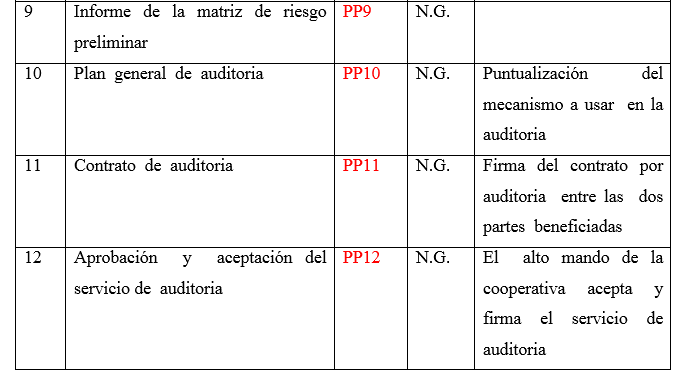 9 Informe de la matriz de riesgo PP9 N.G.
preliminar
10 Plan general de auditoria PP10 N.G. Puntualización del
mecanismo a usar en la
auditoria
11 Contrato de auditoria PP11 N.G. Firma del contrato por
auditoria entre las dos
partes beneficiadas
12 Aprobación y aceptación del PP12 N.G. El alto mando de la
servicio de auditoria cooperativa acepta y
firma el servicio de
auditoria